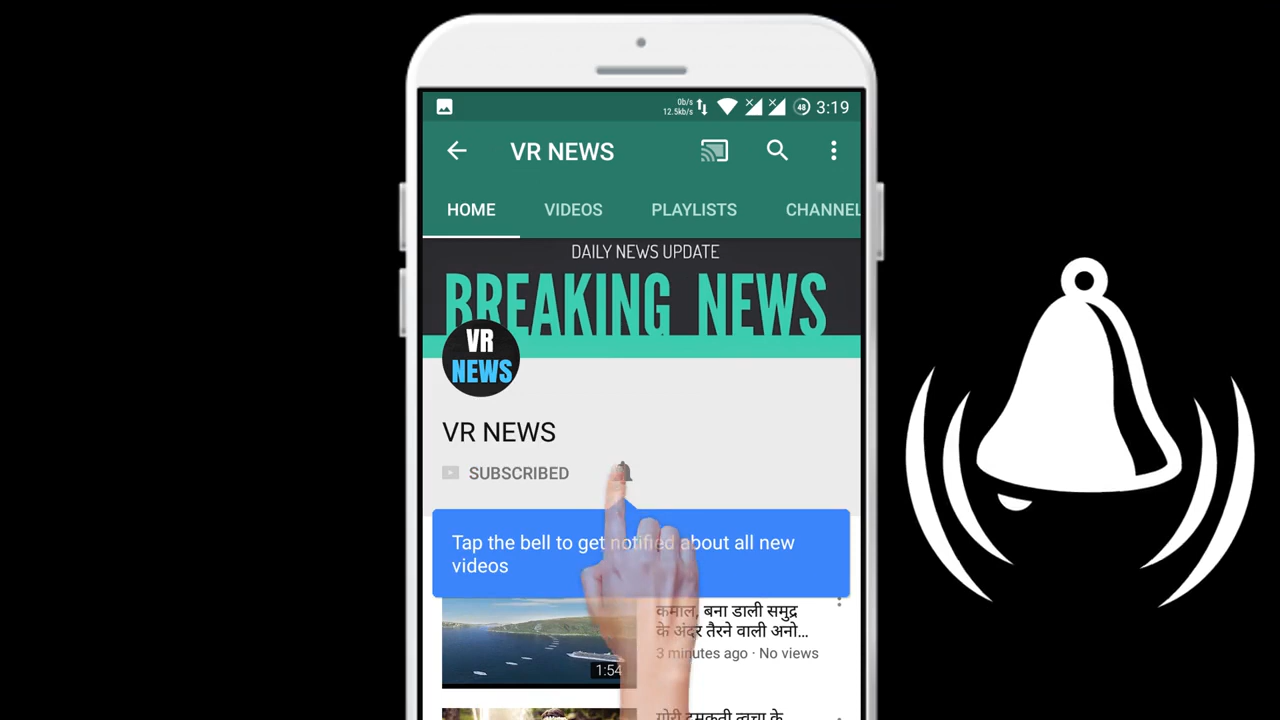 0b/s
12.5kb/s
48
3:19
VR NEWS
HOME VIDEOS PLAYLISTS CHANNEL
DAILY NEWS UPDATE
BREAKING NEWS
VR
NEWS
VR NEWS
SUBSCRIBED
Tap the bell to get notified about all new
videos
कमाल, बना डाली समुद्र
के अंदर तैरने वाली अनो...
3 minutes ago · No views
1:54
गोरी दमकती त्वचा के